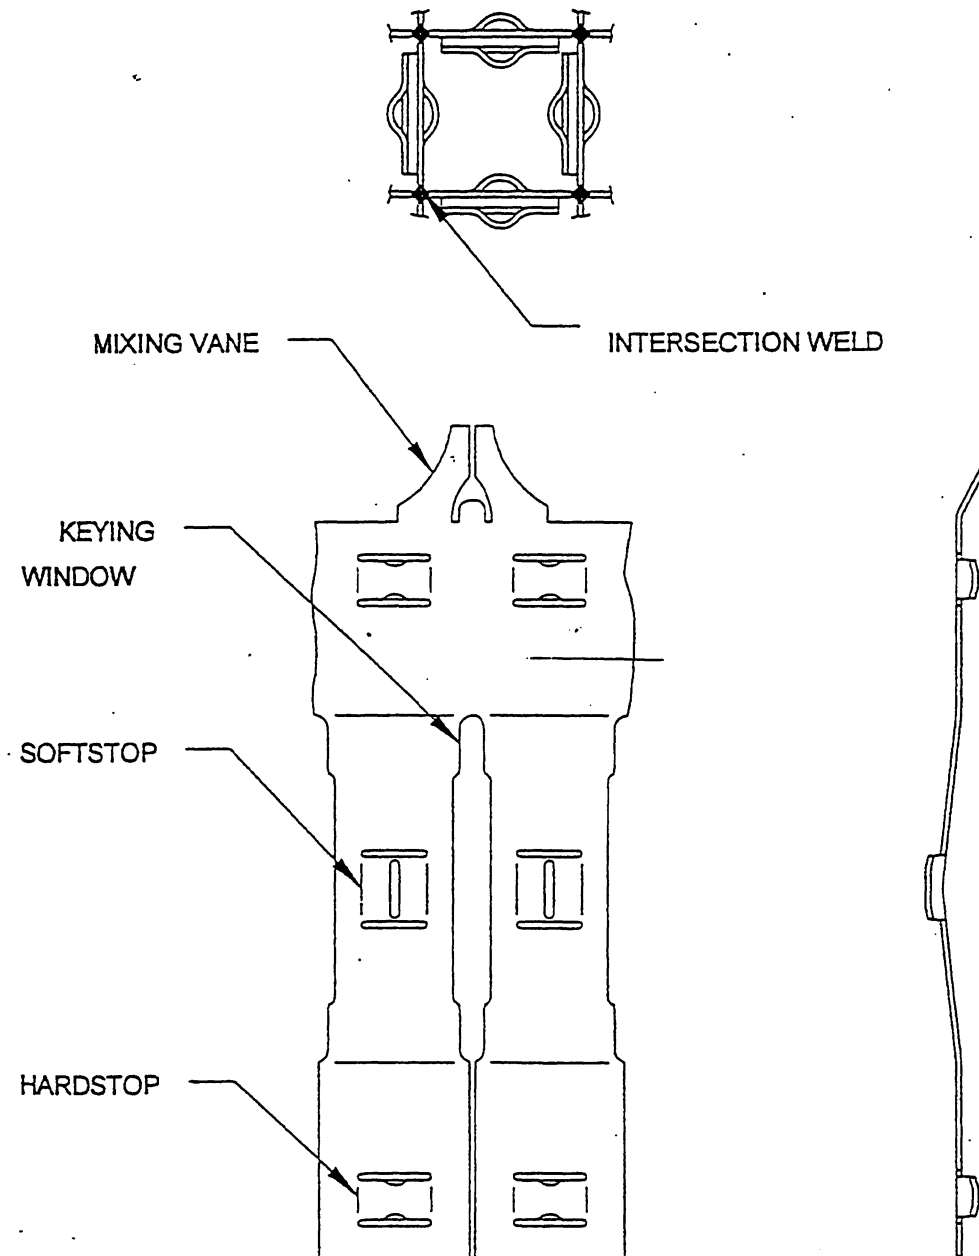 INTERSECTION WELD
MIXING VANE
KEYING
WINDOW
SOFTSTOP
HARDSTOP